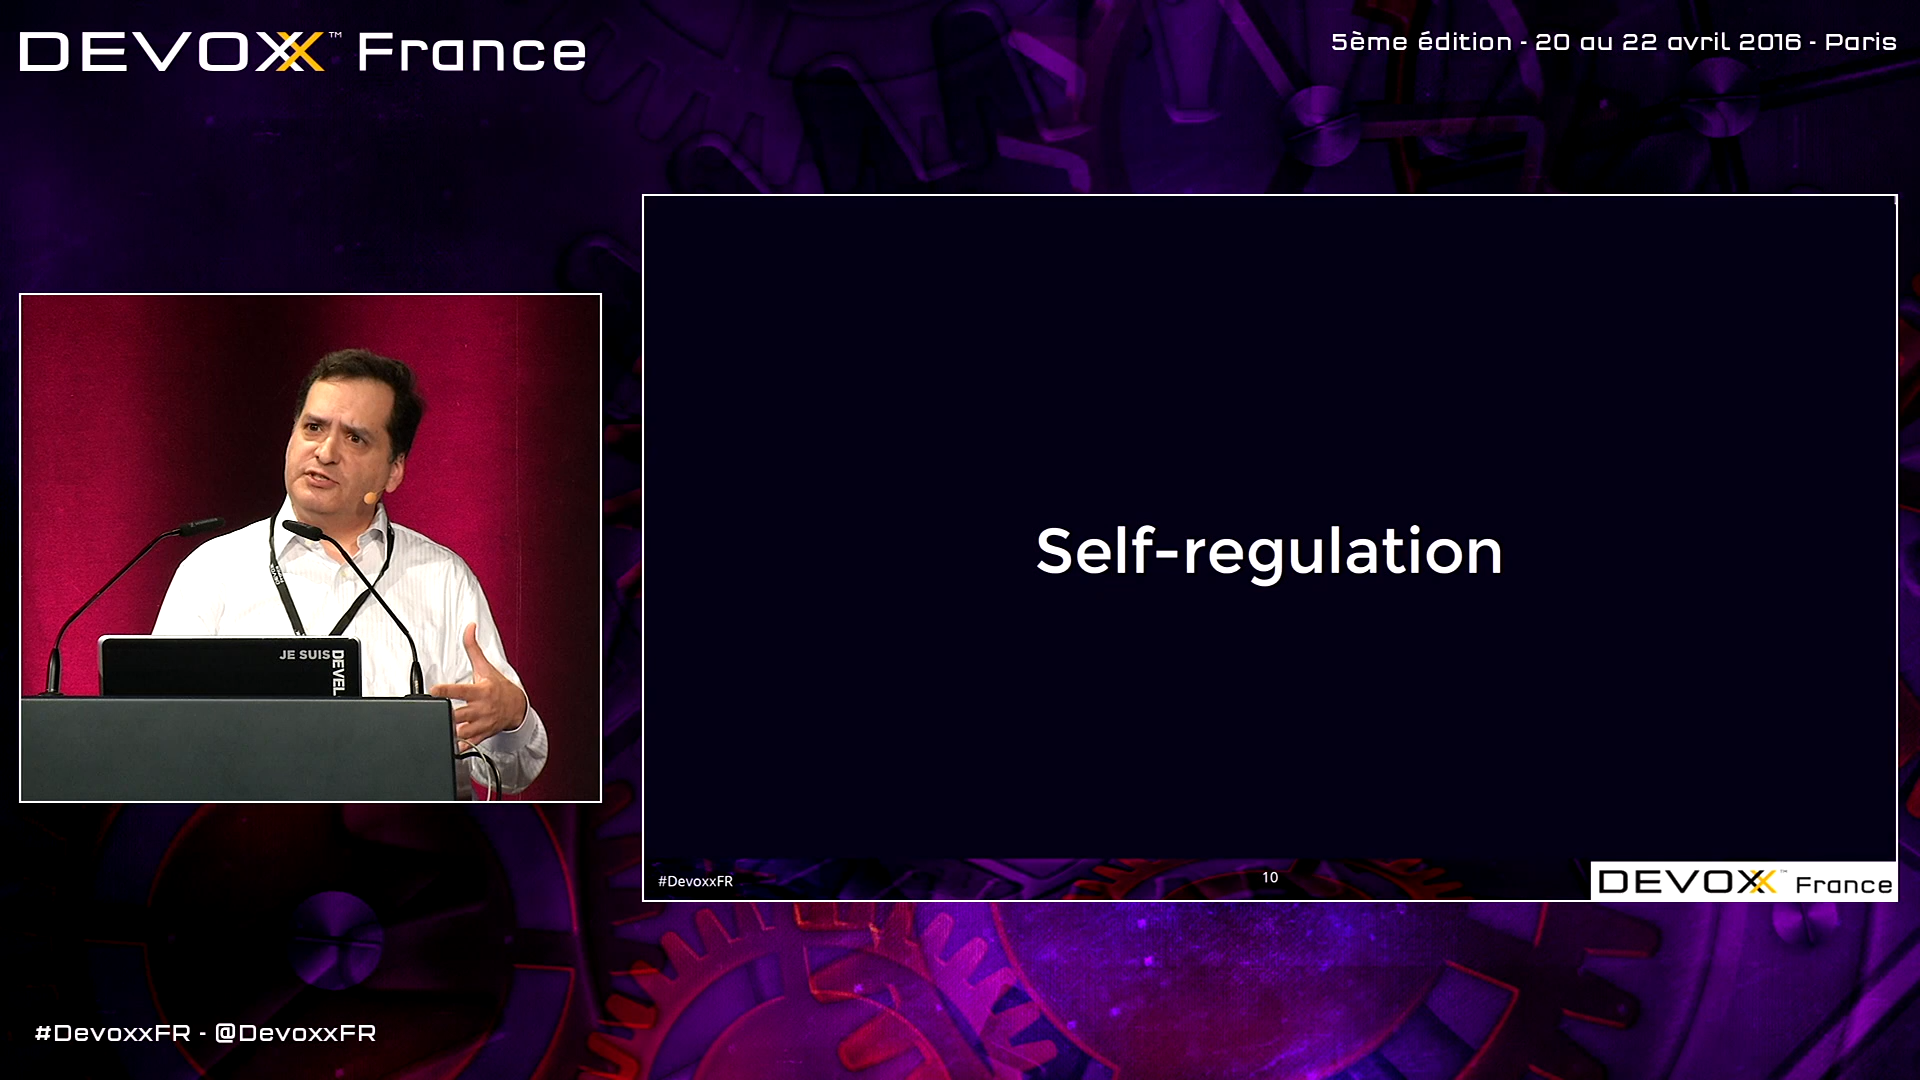 DEVOXX™ France
5ème édition - 20 au 22 avril 2016 - Paris
Self-regulation
JE SUIS
DEVEL
#DevoxxFR
10
DEVOXX™ France
#DevoxxFR - @DevoxxFR